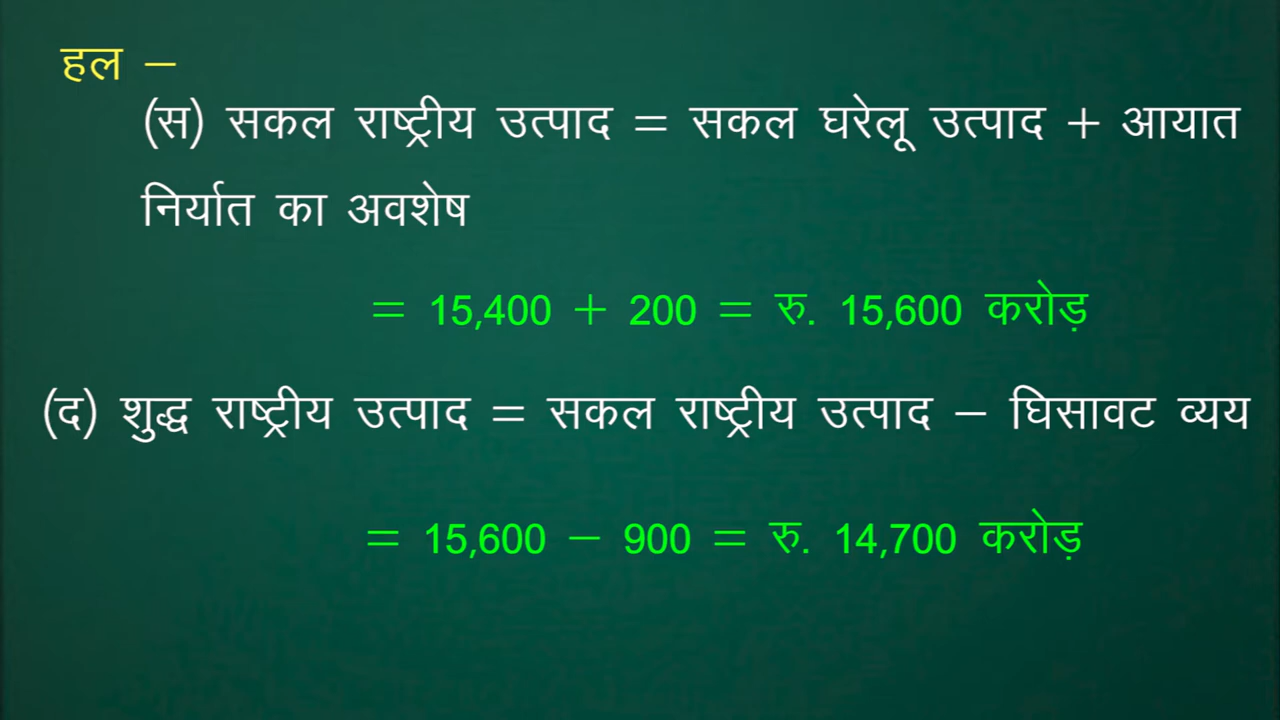 हल –
(स) सकल राष्ट्रीय उत्पाद = सकल घरेलू उत्पाद + आयात
निर्यात का अवशेष
= 15,400 + 200 = रु. 15,600 करोड़
(द) शुद्ध राष्ट्रीय उत्पाद = सकल राष्ट्रीय उत्पाद – घिसावट व्यय
= 15,600 – 900 = रु. 14,700 करोड़